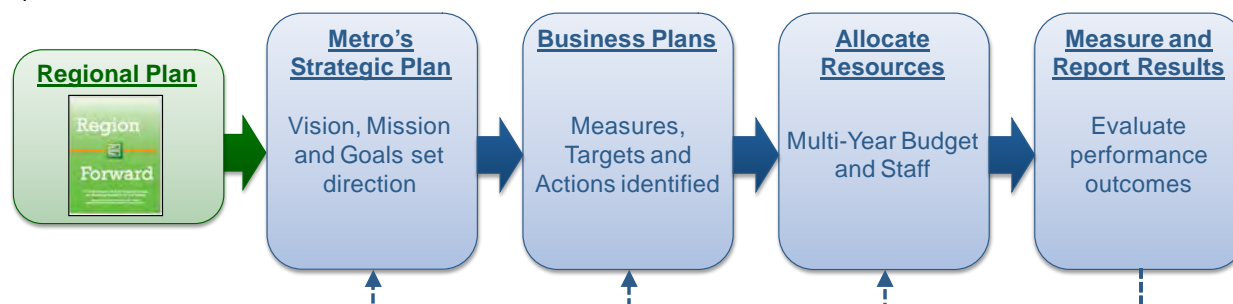 Regional Plan
Region
Forward
Metro's
Strategic Plan
Vision, Mission
and Goals set
direction
Business Plans
Measures,
Targets and
Actions identified
Allocate
Resources
Multi-Year Budget
and Staff
Measure and
Report Results
Evaluate
performance
outcomes